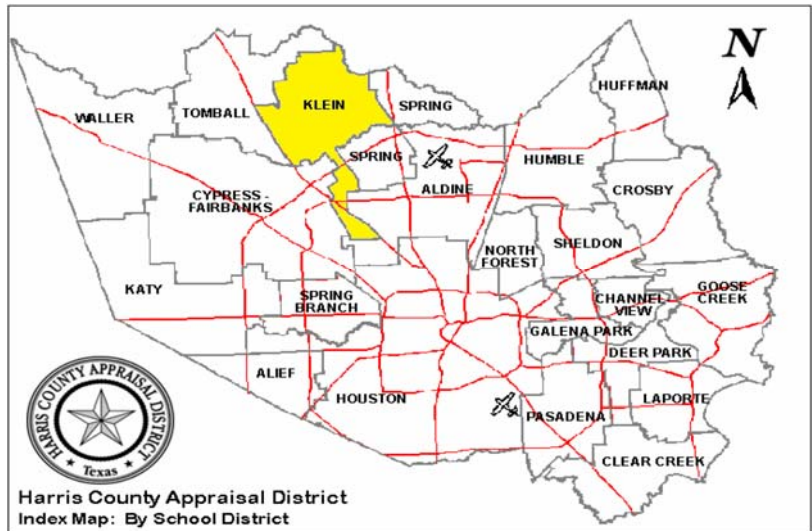 N
HUFFMAN
KLEIN
SPRING
TOMBALL
WALLER
SPRING
HUMBLE
ALDINE
CROSBY
CYPRESS -
FAIRBANKS
NORTH
FOREST
SHELDON
KATY
GOOSE
CREEK
SPRING
BRANCH
CHANNEL-
VIEW
GALENA PARK
DEER PARK
ALIEF
HOUSTON
LAPORTE
PASADENA
CLEAR CREEK
HARRIS COUNTY APPRAISAL DISTRICT
Texas
Harris County Appraisal District
Index Map: By School District